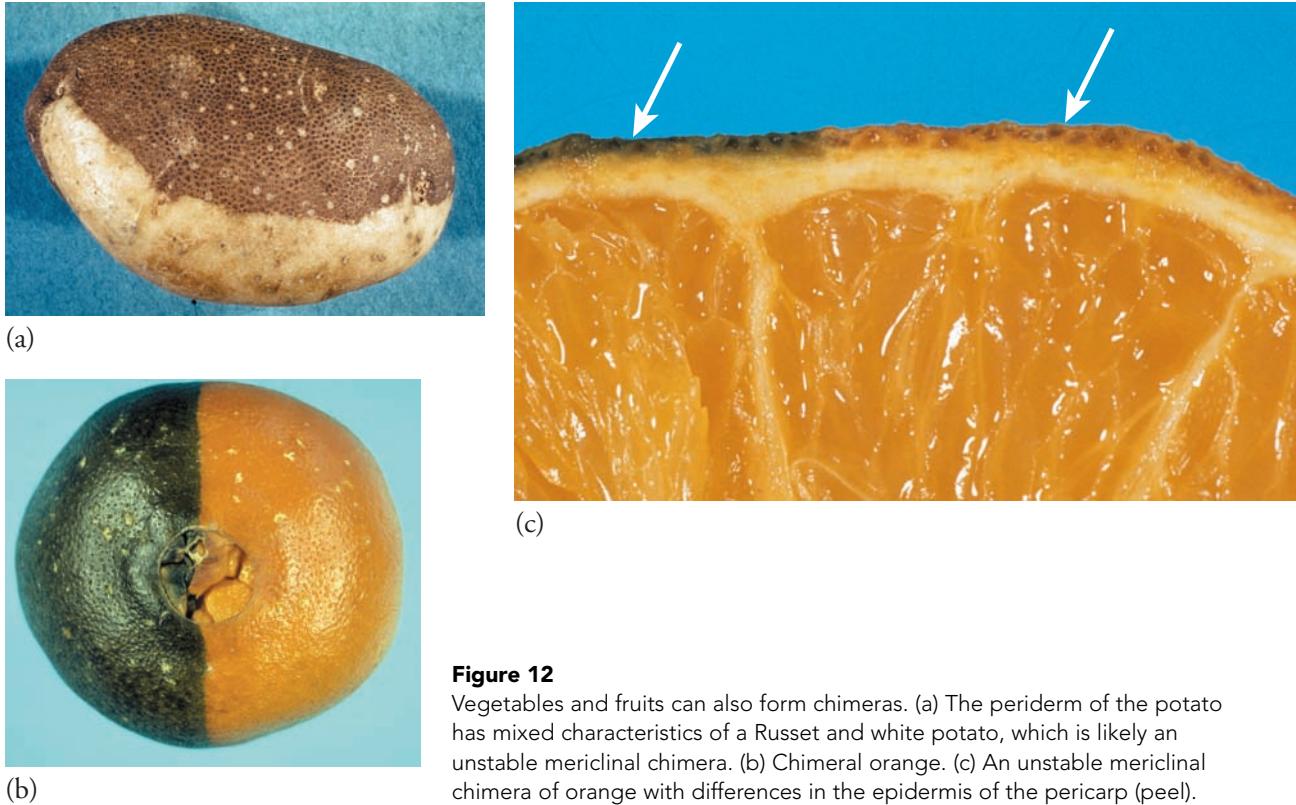 (a)
(c)
(b)
Figure 12
Vegetables and fruits can also form chimeras. (a) The periderm of the potato
has mixed characteristics of a Russet and white potato, which is likely an
unstable mericlinal chimera. (b) Chimeral orange. (c) An unstable mericlinal
chimera of orange with differences in the epidermis of the pericarp (peel).